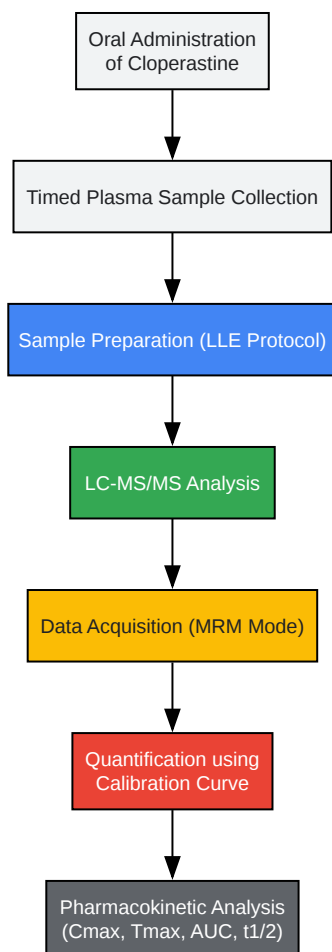 Oral Administration
of Cloperastine
Timed Plasma Sample Collection
Sample Preparation (LLE Protocol)
LC-MS/MS Analysis
Data Acquisition (MRM Mode)
Quantification using
Calibration Curve
Pharmacokinetic Analysis
(Cmax, Tmax, AUC, t1/2)